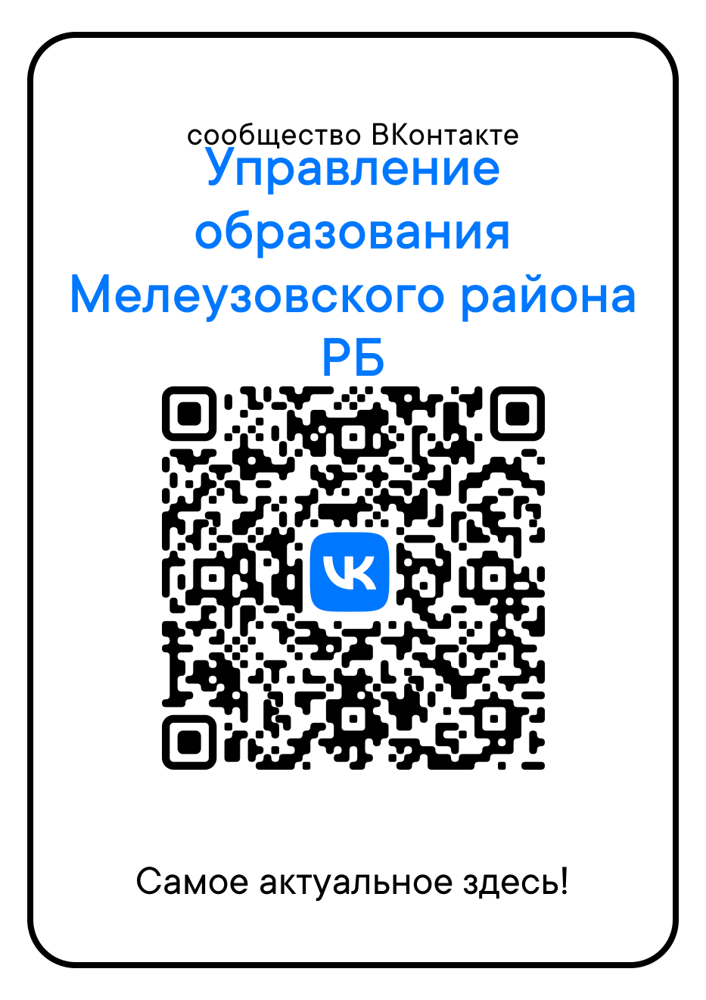 сообщество ВКонтакте
Управление
образования
Мелеузовского района
РБ
Самое актуальное здесь!